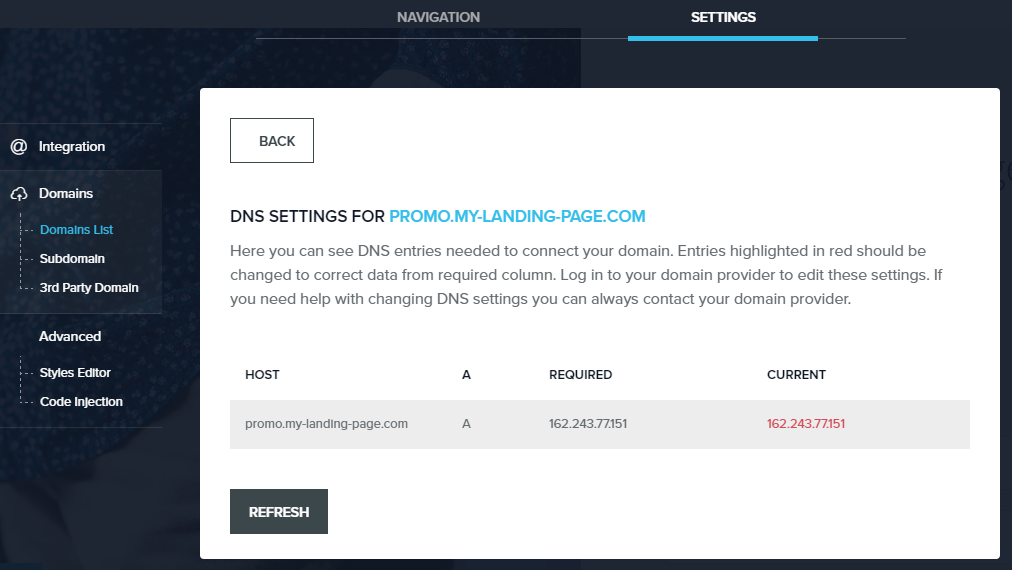 NAVIGATION SETTINGS
@ Integration
Domains
Domains List
Subdomain
3rd Party Domain
Advanced
Styles Editor
Code Injection
BACK
DNS SETTINGS FOR PROMO.MY-LANDING-PAGE.COM
Here you can see DNS entries needed to connect your domain. Entries highlighted in red should be
changed to correct data from required column. Log in to your domain provider to edit these settings. If
you need help with changing DNS settings you can always contact your domain provider.
HOST A REQUIRED CURRENT
promo.my-landing-page.com A 162.243.77.151 162.243.77.151
REFRESH